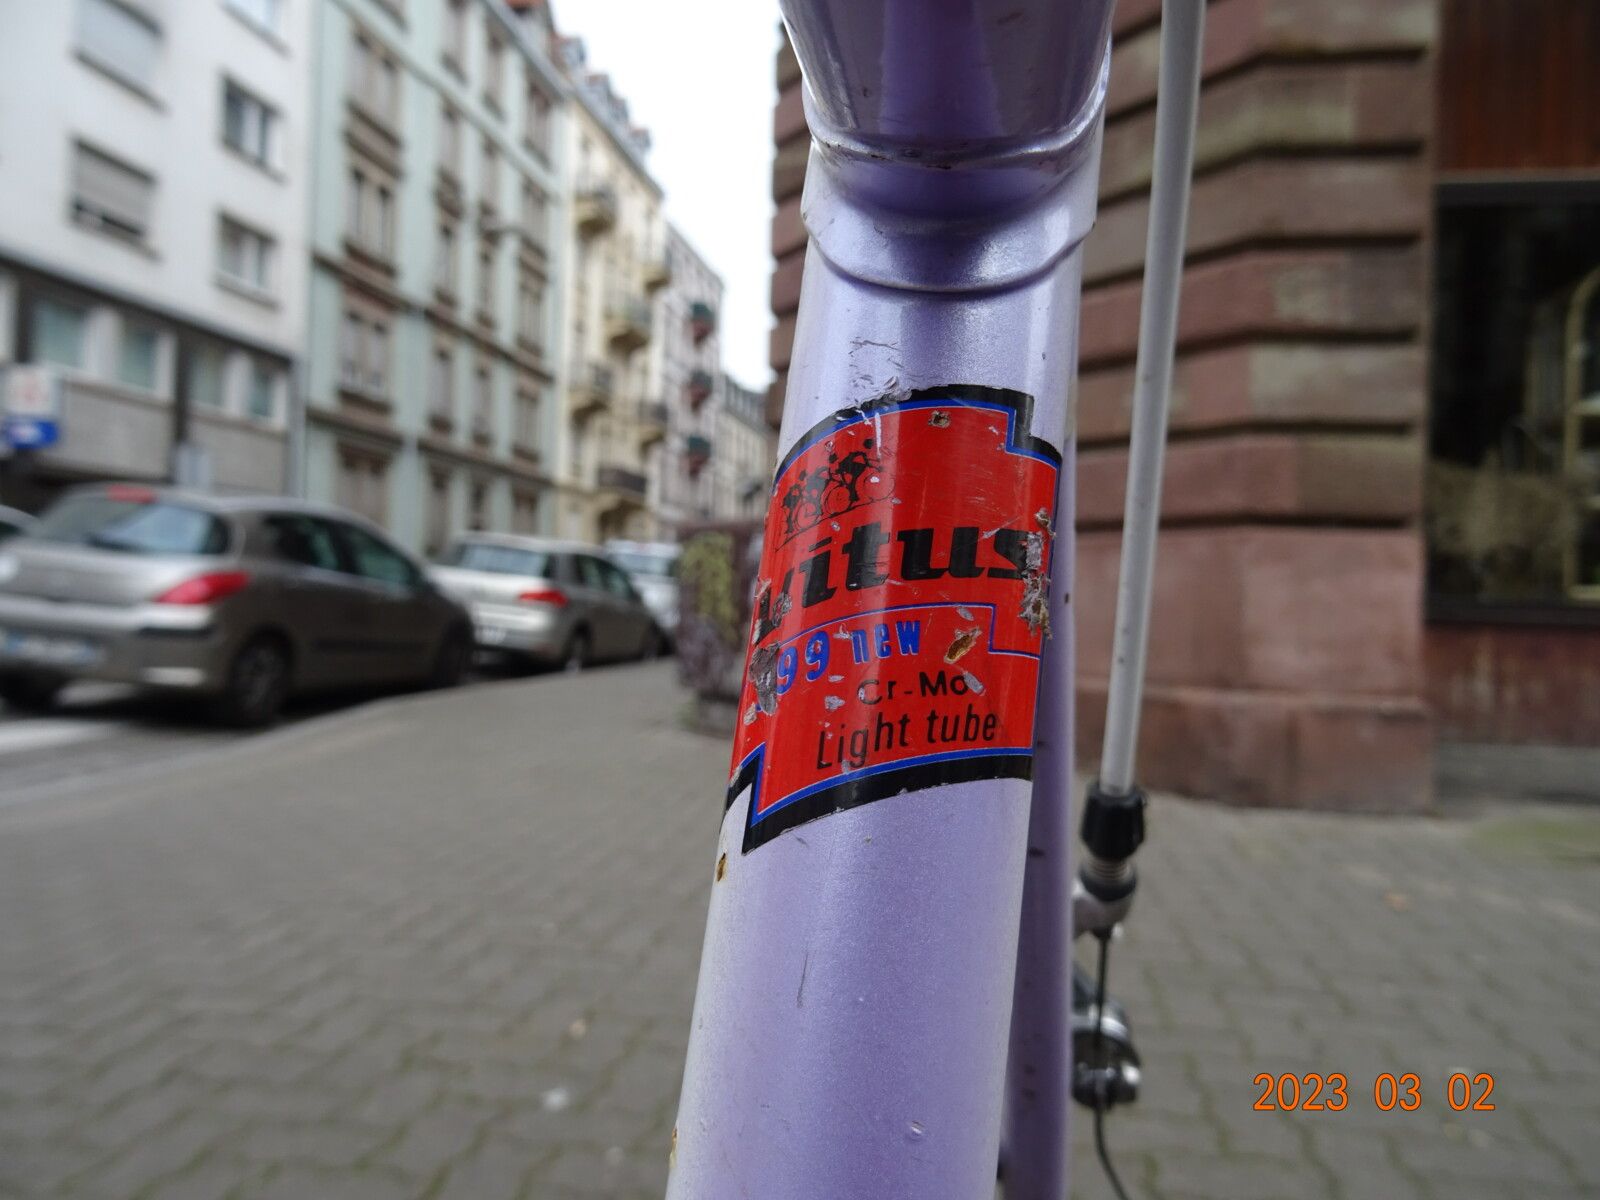 vitus
99 new
Cr-Mo
Light tube
2023 03 02